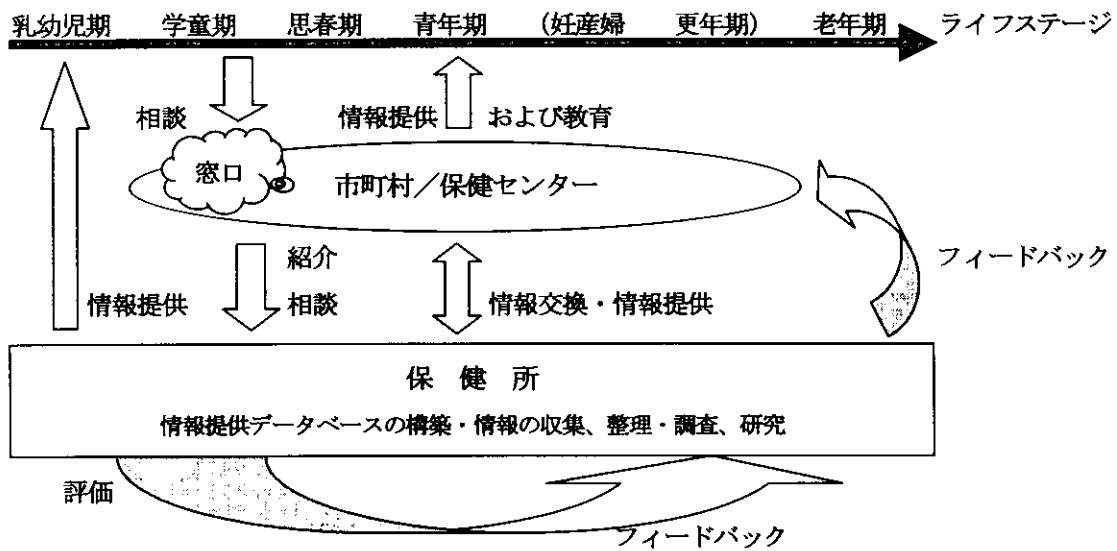 乳幼児期 学童期 思春期 青年期 (妊産婦 更年期) 老年期 ライフステージ
相談 情報提供 および教育
窓口 市町村/保健センター
紹介 フィードバック
情報提供 相談 情報交換・情報提供
保健所
情報提供データベースの構築・情報の収集、整理・調査、研究
評価
フィードバック